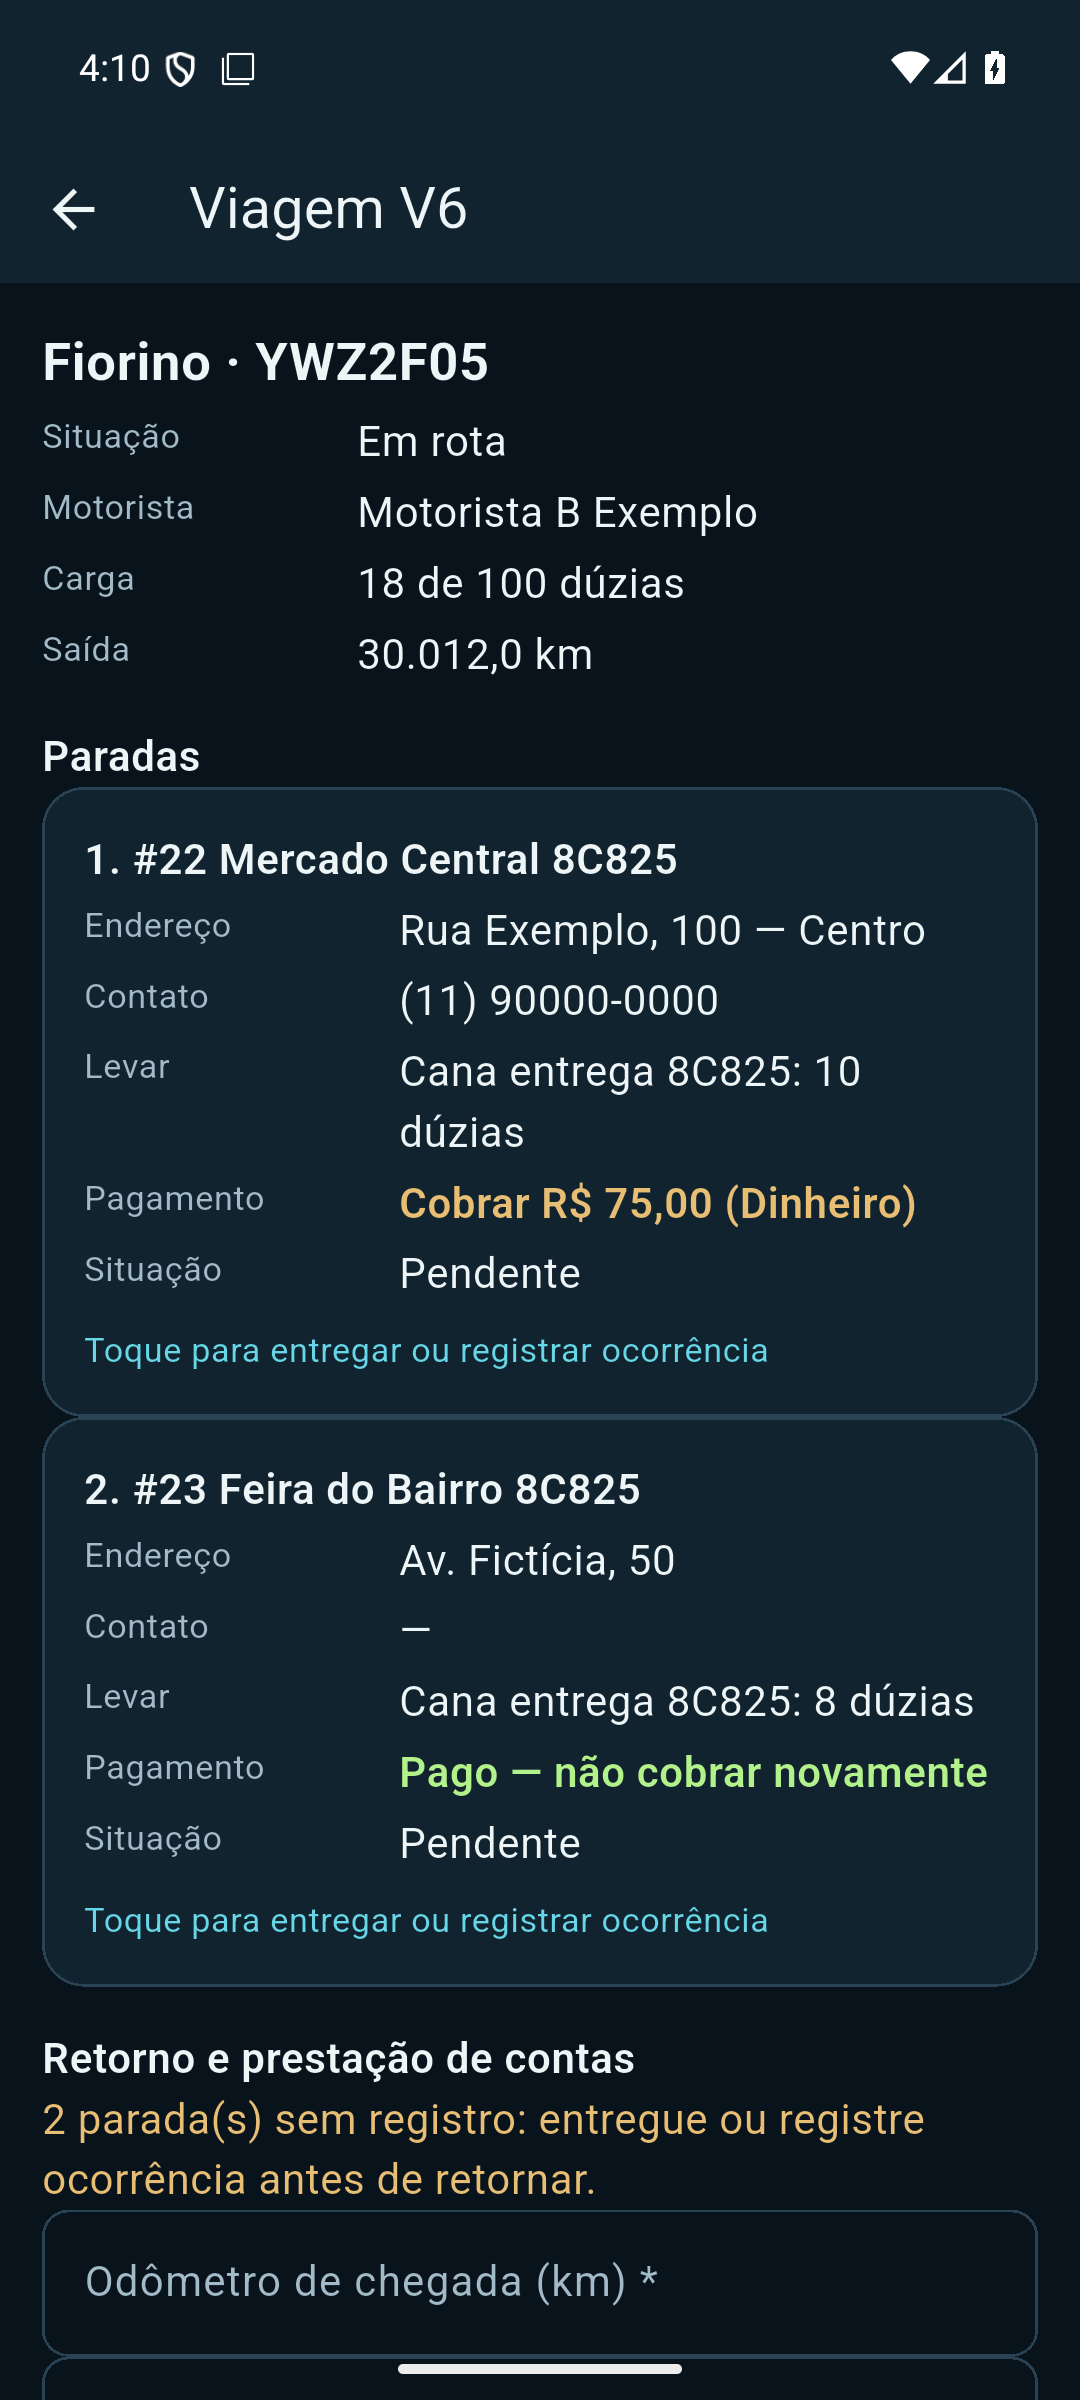 4:10
Viagem V6
Fiorino · YWZ2F05
Situação Em rota
Motorista Motorista B Exemplo
Carga 18 de 100 dúzias
Saída 30.012,0 km
Paradas
1. #22 Mercado Central 8C825
Endereço Rua Exemplo, 100 — Centro
Contato (11) 90000-0000
Levar Cana entrega 8C825: 10
dúzias
Pagamento Cobrar R$ 75,00 (Dinheiro)
Situação Pendente
Toque para entregar ou registrar ocorrência
2. #23 Feira do Bairro 8C825
Endereço Av. Fictícia, 50
Contato —
Levar Cana entrega 8C825: 8 dúzias
Pagamento Pago — não cobrar novamente
Situação Pendente
Toque para entregar ou registrar ocorrência
Retorno e prestação de contas
2 parada(s) sem registro: entregue ou registre
ocorrência antes de retornar.
Odômetro de chegada (km) *